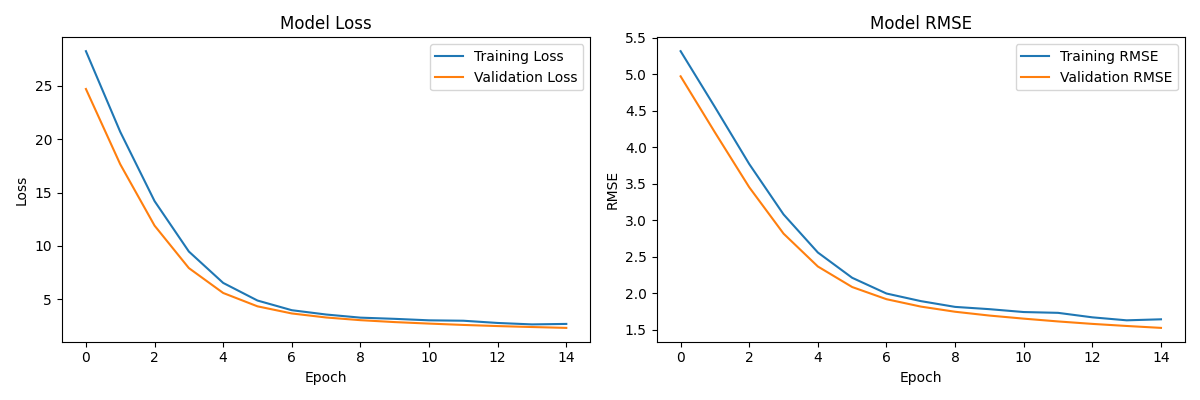 Model Loss
Training Loss
Validation Loss
25
20
15
10
5
Loss
0 2 4 6 8 10 12 14
Epoch
Model RMSE
Training RMSE
Validation RMSE
5.5
5.0
4.5
4.0
3.5
3.0
2.5
2.0
1.5
RMSE
0 2 4 6 8 10 12 14
Epoch